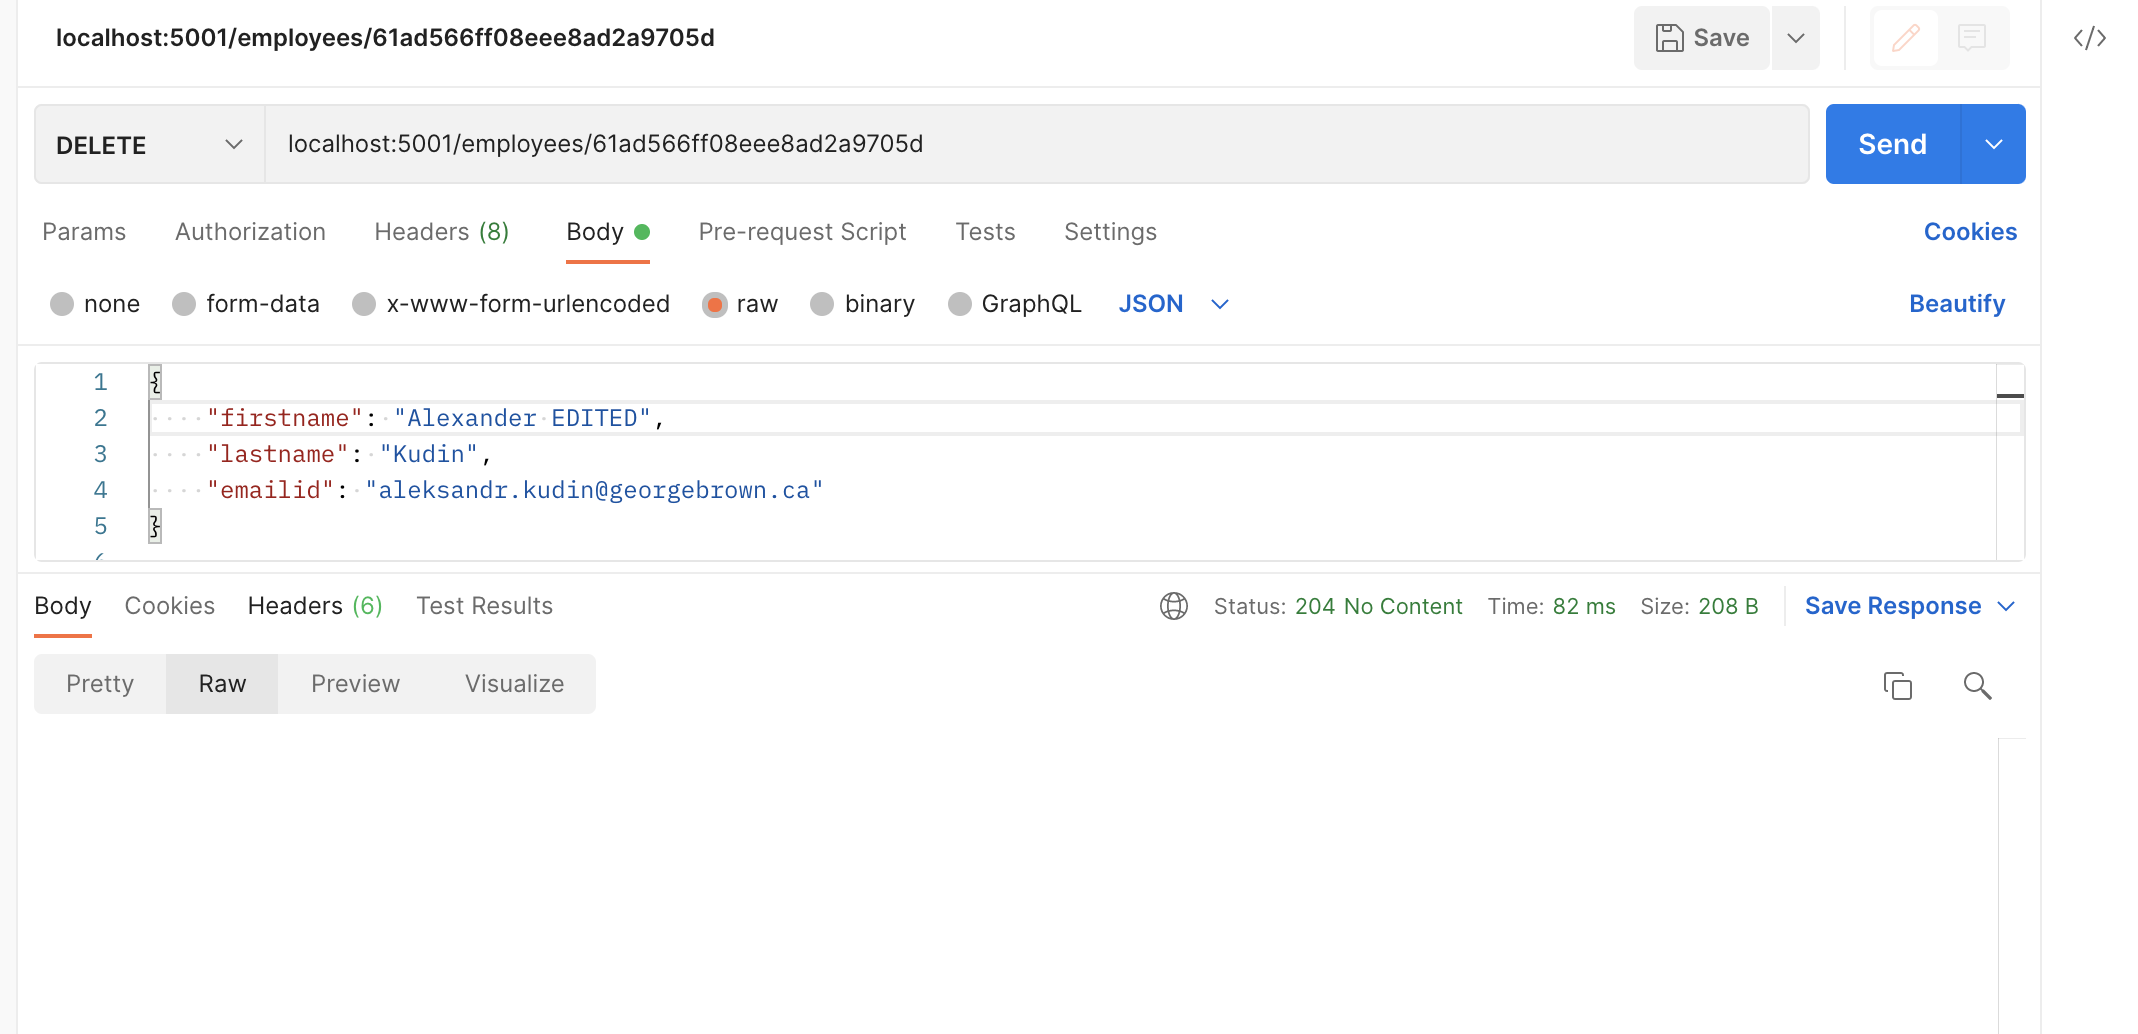 localhost:5001/employees/61ad566ff08eee8ad2a9705d Save
DELETE localhost:5001/employees/61ad566ff08eee8ad2a9705d Send
Params Authorization Headers (8) Body Pre-request Script Tests Settings Cookies
none form-data x-www-form-urlencoded raw binary GraphQL JSON Beautify
1 {
2 "firstname": "Alexander EDITED",
3 "lastname": "Kudin",
4 "emailid": "aleksandr.kudin@georgebrown.ca"
5 }
Body Cookies Headers (6) Test Results Status: 204 No Content Time: 82 ms Size: 208 B Save Response
Pretty Raw Preview Visualize